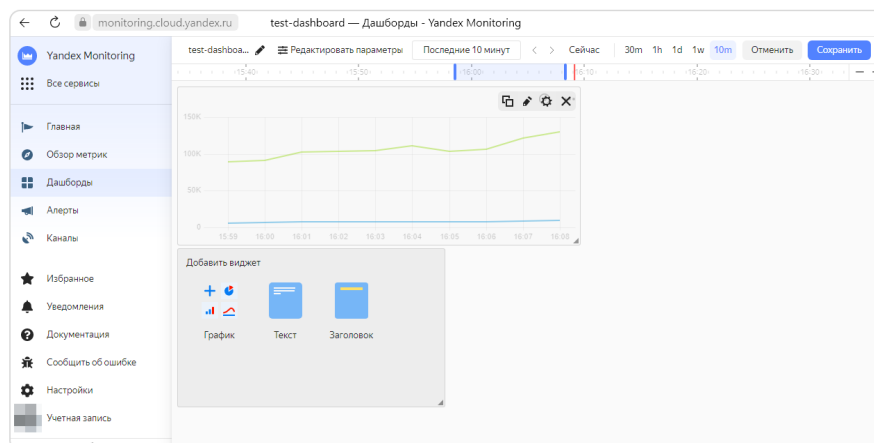 monitoring.cloud.yandex.ru test-dashboard — Дашборды - Yandex Monitoring
Yandex Monitoring
Все сервисы
Главная
Обзор метрик
Дашборды
Алерты
Каналы
Избранное
Уведомления
Документация
Сообщить об ошибке
Настройки
Учетная запись
test-dashboa... Редактировать параметры Последние 10 минут < > Сейчас 30m 1h 1d 1w 10m Отменить Сохранить
15:40 15:50 16:00 16:10 16:20 16:30
150K
100K
50K
0
15:59 16:00 16:01 16:02 16:03 16:04 16:05 16:06 16:07 16:08
Добавить виджет
График Текст Заголовок